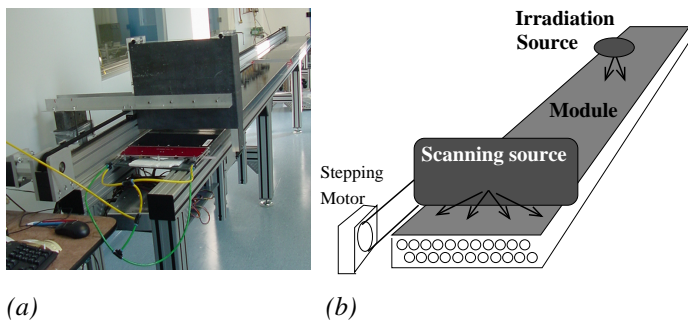 Irradiation
Source
Module
Scanning source
Stepping
Motor
(a)
(b)